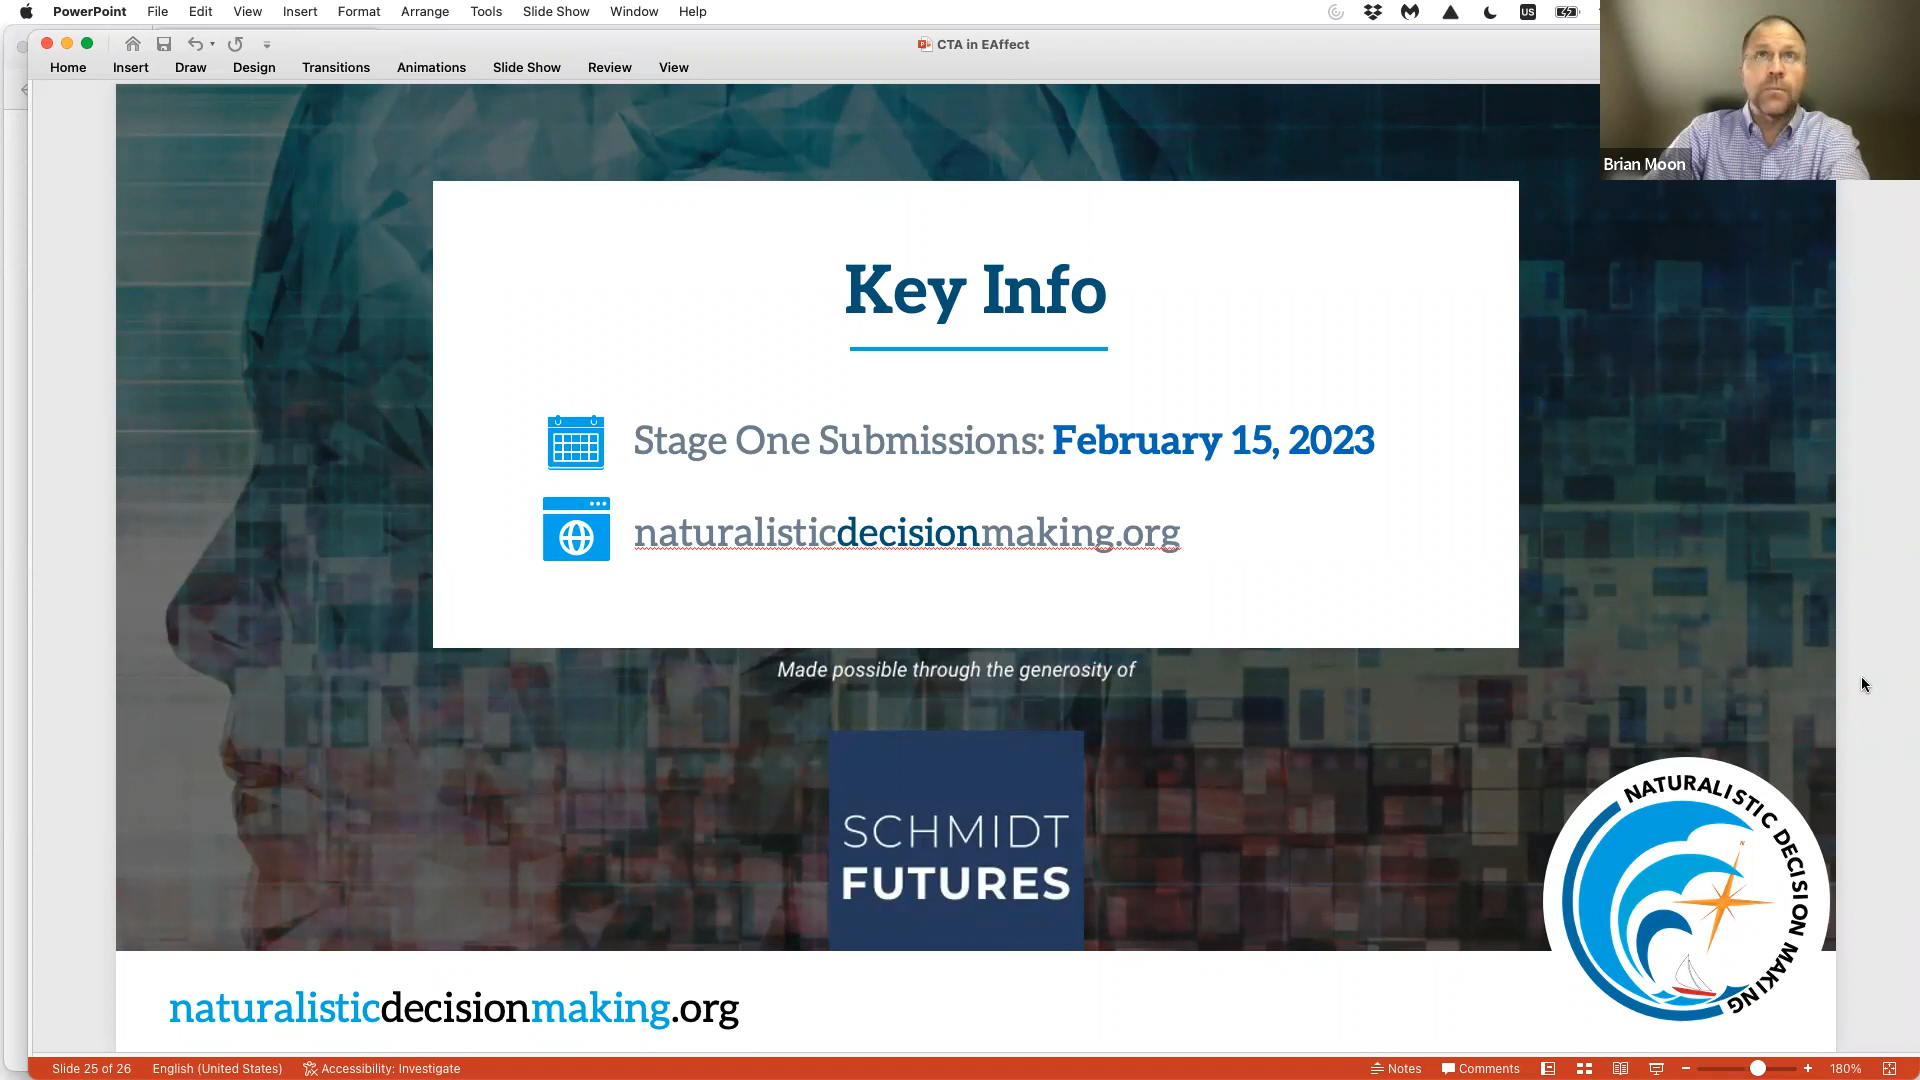 PowerPoint File Edit View Insert Format Arrange Tools Slide Show Window Help US
CTA in EAffect
Home Insert Draw Design Transitions Animations Slide Show Review View
Brian Moon
Key Info
Stage One Submissions: February 15, 2023
naturalisticdecisionmaking.org
Made possible through the generosity of
SCHMIDT
FUTURES
NATURALISTIC DECISION MAKING
N
naturalisticdecisionmaking.org
Slide 25 of 26 English (United States) Accessibility: Investigate Notes Comments 180%